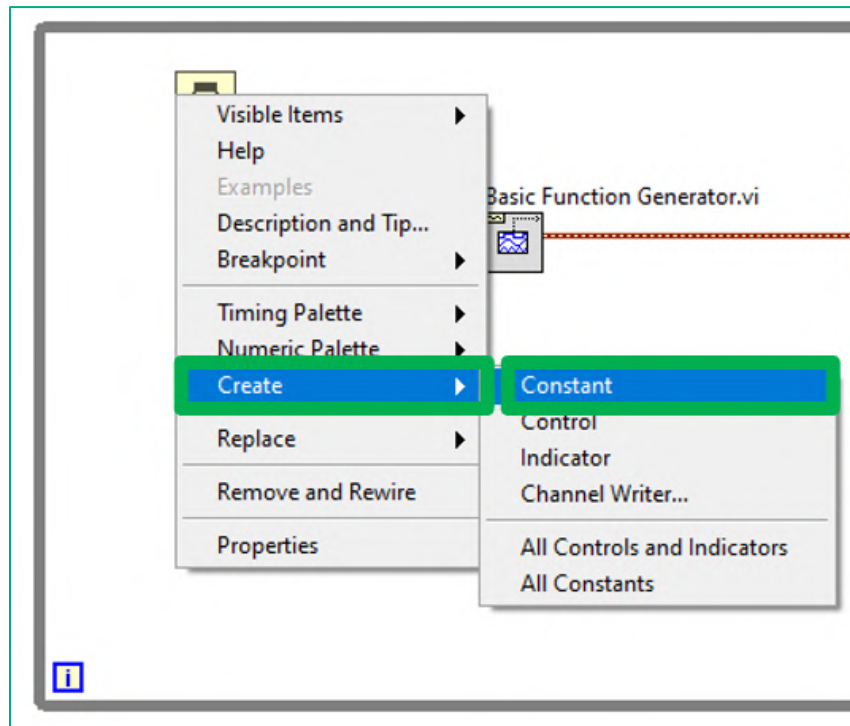 Visible Items
Help
Examples
Description and Tip...
Breakpoint
Basic Function Generator.vi
Timing Palette
Numeric Palette
Create
Constant
Control
Indicator
Channel Writer...
Replace
Remove and Rewire
Properties
All Controls and Indicators
All Constants
i